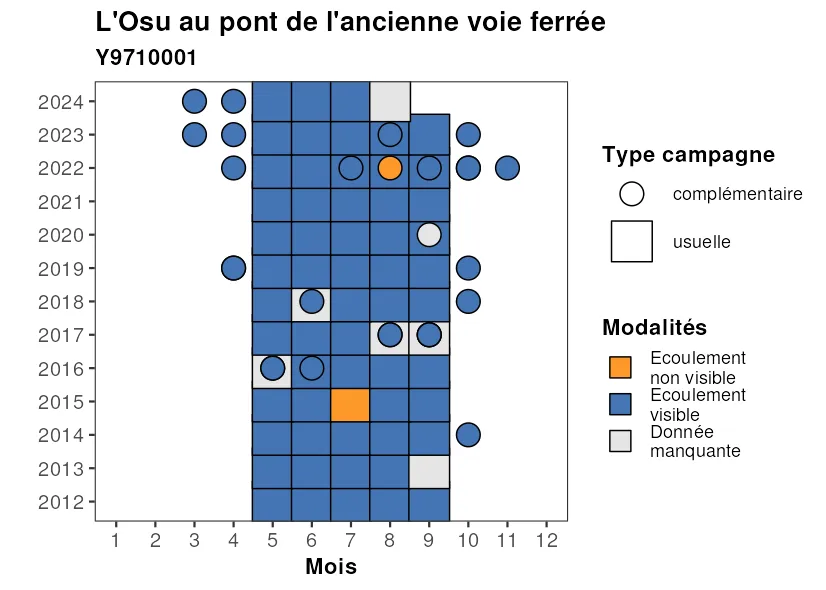 L'Osu au pont de l'ancienne voie ferrée
Y9710001
2024
2023
2022
2021
2020
2019
2018
2017
2016
2015
2014
2013
2012
1 2 3 4 5 6 7 8 9 10 11 12
Mois
Type campagne
complémentaire
usuelle
Modalités
Ecoulement
non visible
Ecoulement
visible
Donnée
manquante